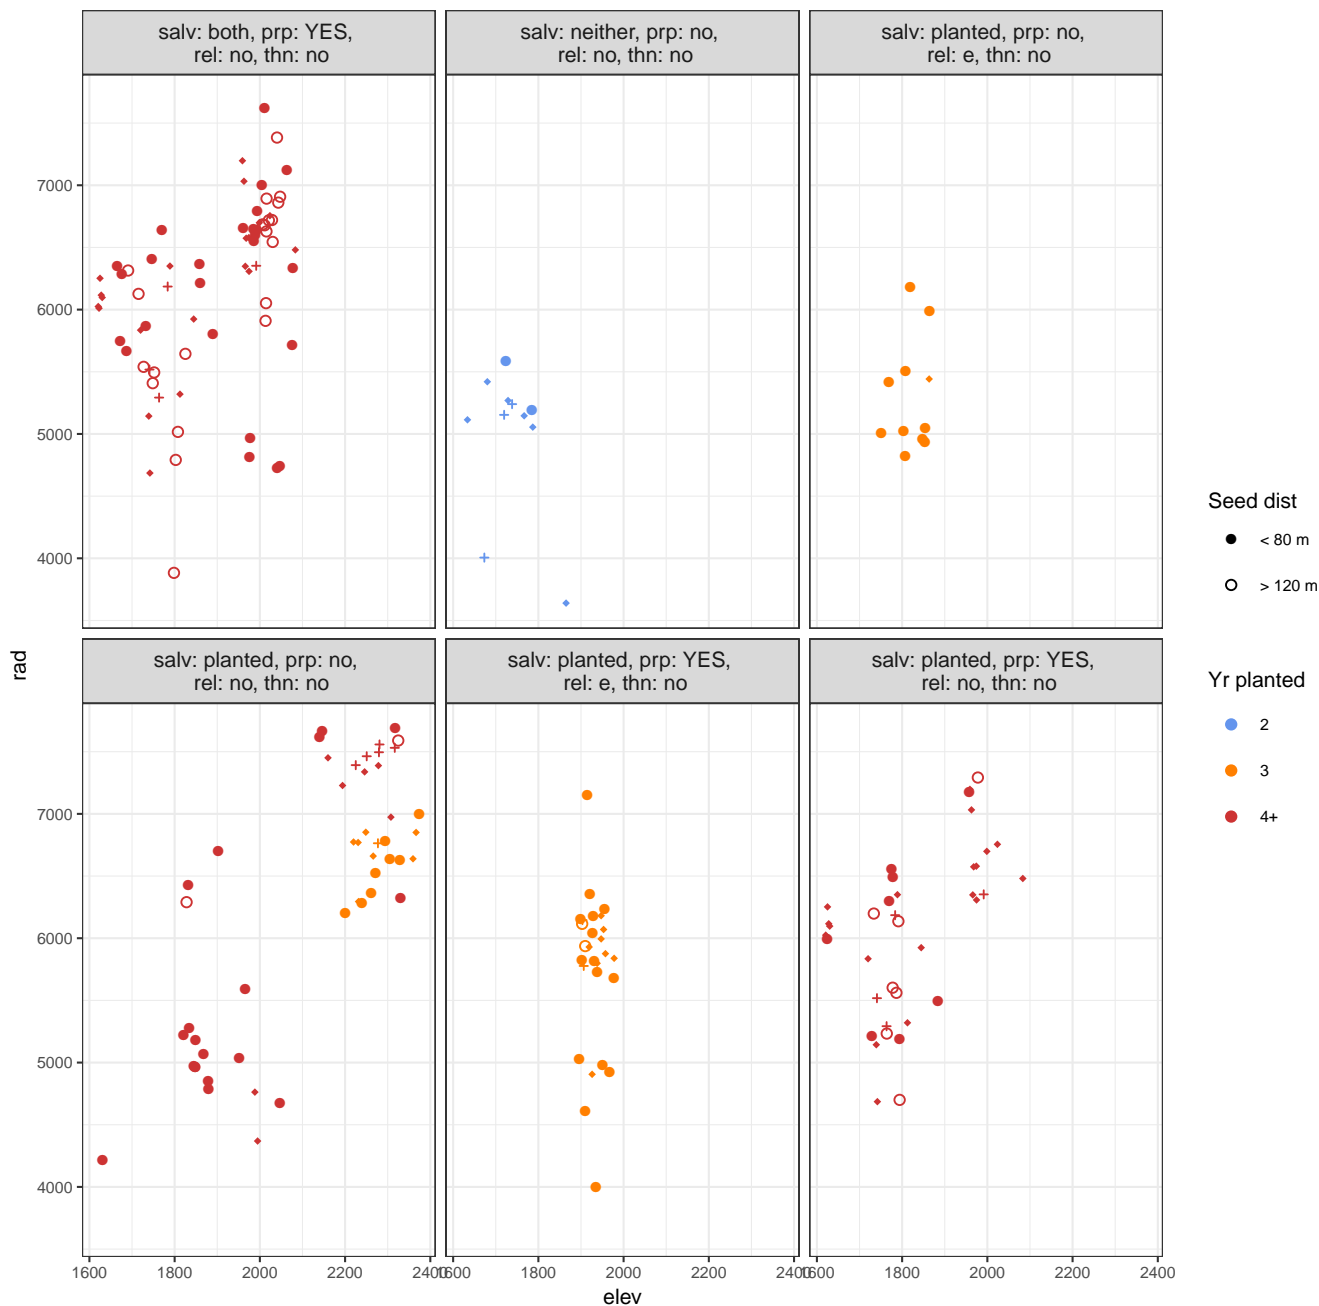 salv: both, prp: YES,
rel: no, thn: no
salv: neither, prp: no,
rel: no, thn: no
salv: planted, prp: no,
rel: e, thn: no
7000
6000
5000
4000
salv: planted, prp: no,
rel: no, thn: no
salv: planted, prp: YES,
rel: e, thn: no
salv: planted, prp: YES,
rel: no, thn: no
7000
6000
5000
4000
1600 1800 2000 2200 2400
1600 1800 2000 2200 2400
1600 1800 2000 2200 2400
elev
rad
Seed dist
< 80 m
> 120 m
Yr planted
2
3
4+